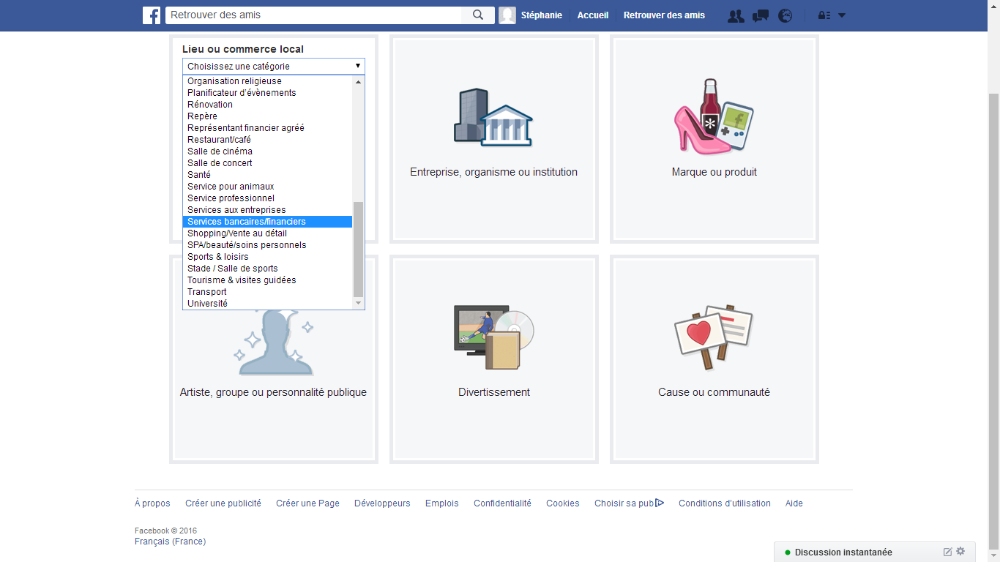 Retrouver des amis
Stéphanie
Accueil
Retrouver des amis
Lieu ou commerce local
Choisissez une catégorie
Organisation religieuse
Planificateur d'évènements
Rénovation
Repère
Représentant financier agréé
Restaurant/café
Salle de cinéma
Salle de concert
Santé
Service pour animaux
Service professionnel
Services aux entreprises
Services bancaires/financiers
Shopping/Vente au détail
SPA/beauté/soins personnels
Sports & loisirs
Stade / Salle de sports
Tourisme & visites guidées
Transport
Université
Entreprise, organisme ou institution
Marque ou produit
Artiste, groupe ou personnalité publique
Divertissement
Cause ou communauté
À propos
Créer une publicité
Créer une Page
Développeurs
Emplois
Confidentialité
Cookies
Choisir sa pub
Conditions d'utilisation
Aide
Facebook © 2016
Français (France)
Discussion instantanée